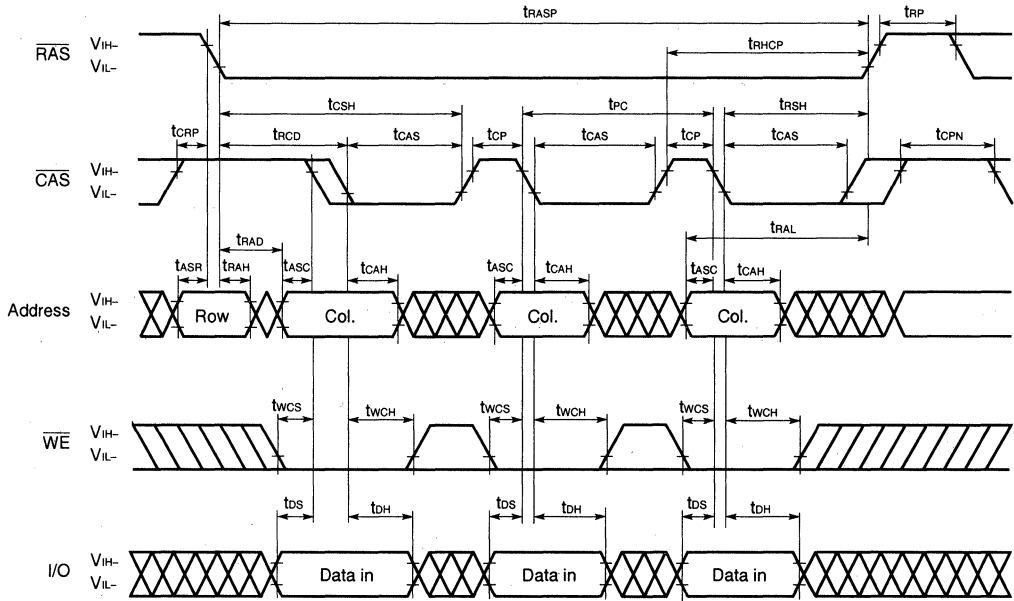 tRASP tRP
RAS VIH– VIL– tRHCP
tCSH tPC tRSH
tCRP tRCD tCAS tCP tCAS tCP tCAS tCPN
CAS VIH– VIL–
tRAD tRAL
tASR tRAH tASC tCAH tASC tCAH tASC tCAH
Address VIH– VIL– Row Col. Col. Col.
tWCS tWCH tWCS tWCH tWCS tWCH
WE VIH– VIL–
tDS tDH tDS tDH tDS tDH
I/O VIH– VIL– Data in Data in Data in